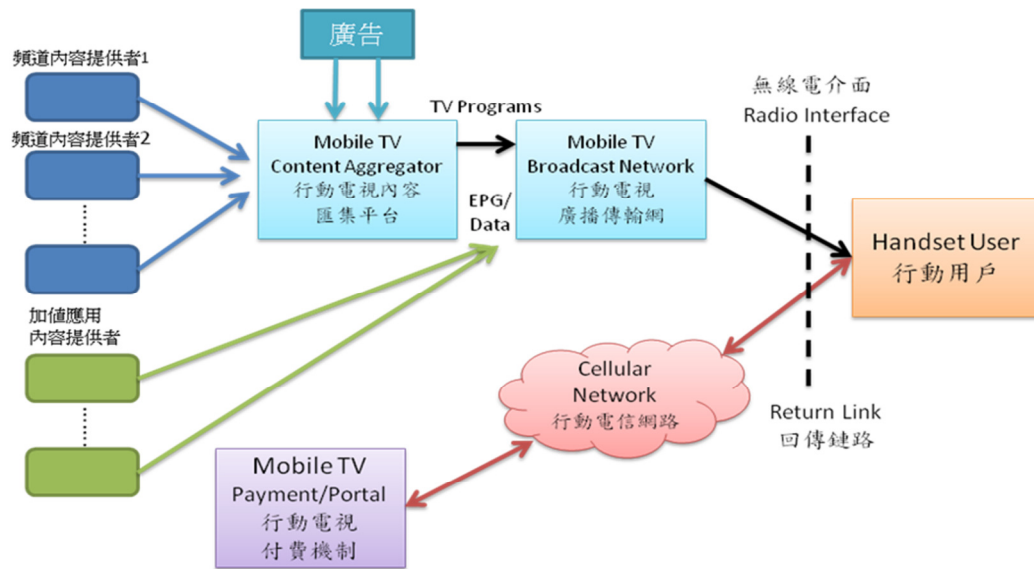 廣告
頻道內容提供者1
頻道內容提供者2
加值應用
內容提供者
Mobile TV
Content Aggregator
行動電視內容
匯集平台
TV Programs
EPG/
Data
Mobile TV
Broadcast Network
行動電視
廣播傳輸網
無線電介面
Radio Interface
Handset User
行動用戶
Cellular
Network
行動電信網路
Return Link
回傳鏈路
Mobile TV
Payment/Portal
行動電視
付費機制